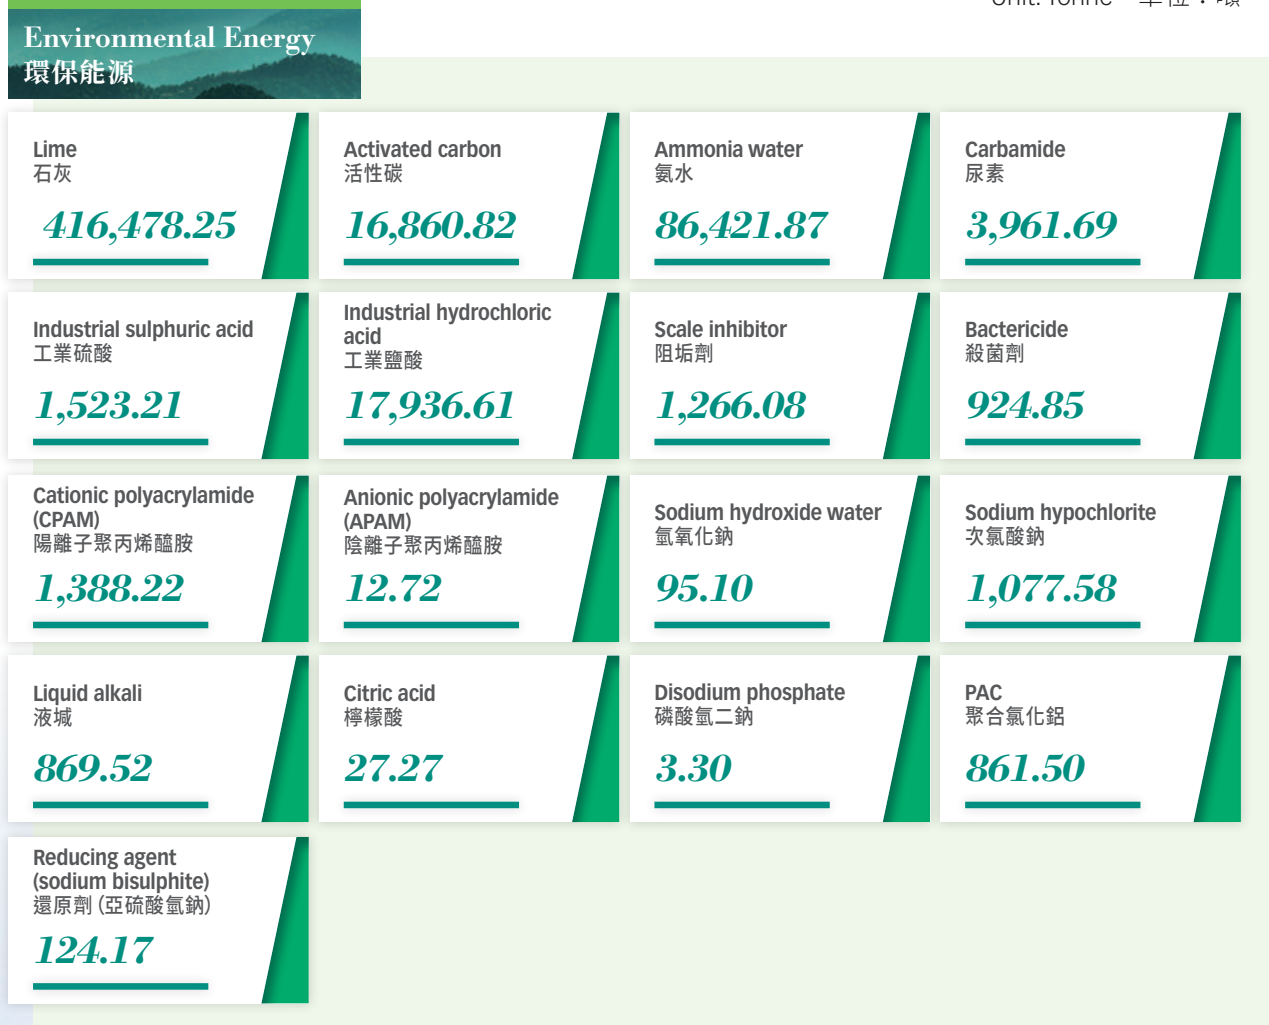 Unit: Tonne 單位：噸
Environmental Energy
環保能源
Lime
石灰
416,478.25
Activated carbon
活性碳
16,860.82
Ammonia water
氨水
86,421.87
Carbamide
尿素
3,961.69
Industrial sulphuric acid
工業硫酸
1,523.21
Industrial hydrochloric
acid
工業鹽酸
17,936.61
Scale inhibitor
阻垢劑
1,266.08
Bactericide
殺菌劑
924.85
Cationic polyacrylamide
(CPAM)
陽離子聚丙烯醯胺
1,388.22
Anionic polyacrylamide
(APAM)
陰離子聚丙烯醯胺
12.72
Sodium hydroxide water
氫氧化鈉
95.10
Sodium hypochlorite
次氯酸鈉
1,077.58
Liquid alkali
液堿
869.52
Citric acid
檸檬酸
27.27
Disodium phosphate
磷酸氫二鈉
3.30
PAC
聚合氯化鋁
861.50
Reducing agent
(sodium bisulphite)
還原劑（亞硫酸氫鈉）
124.17